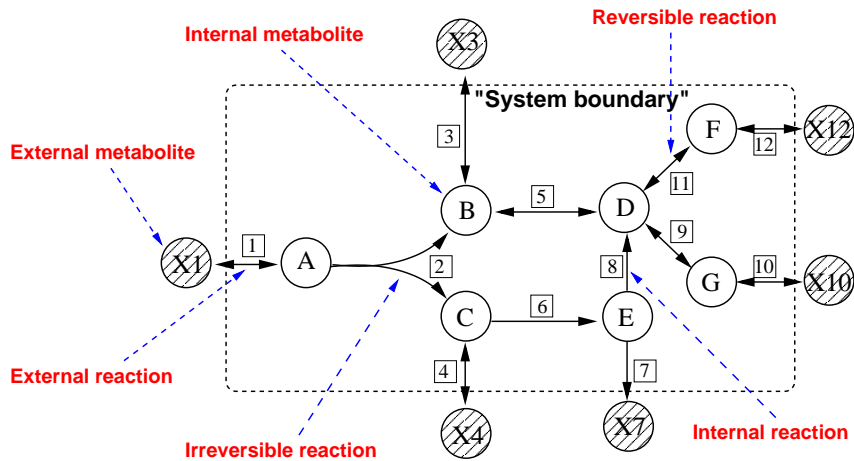 Reversible reaction
Internal metabolite
X3
"System boundary"
3
F
X12
12
External metabolite
11
B
5
D
1
A
2
9
X1
8
G
10
X10
C
6
E
External reaction
4
7
X4
X7
Internal reaction
Irreversible reaction